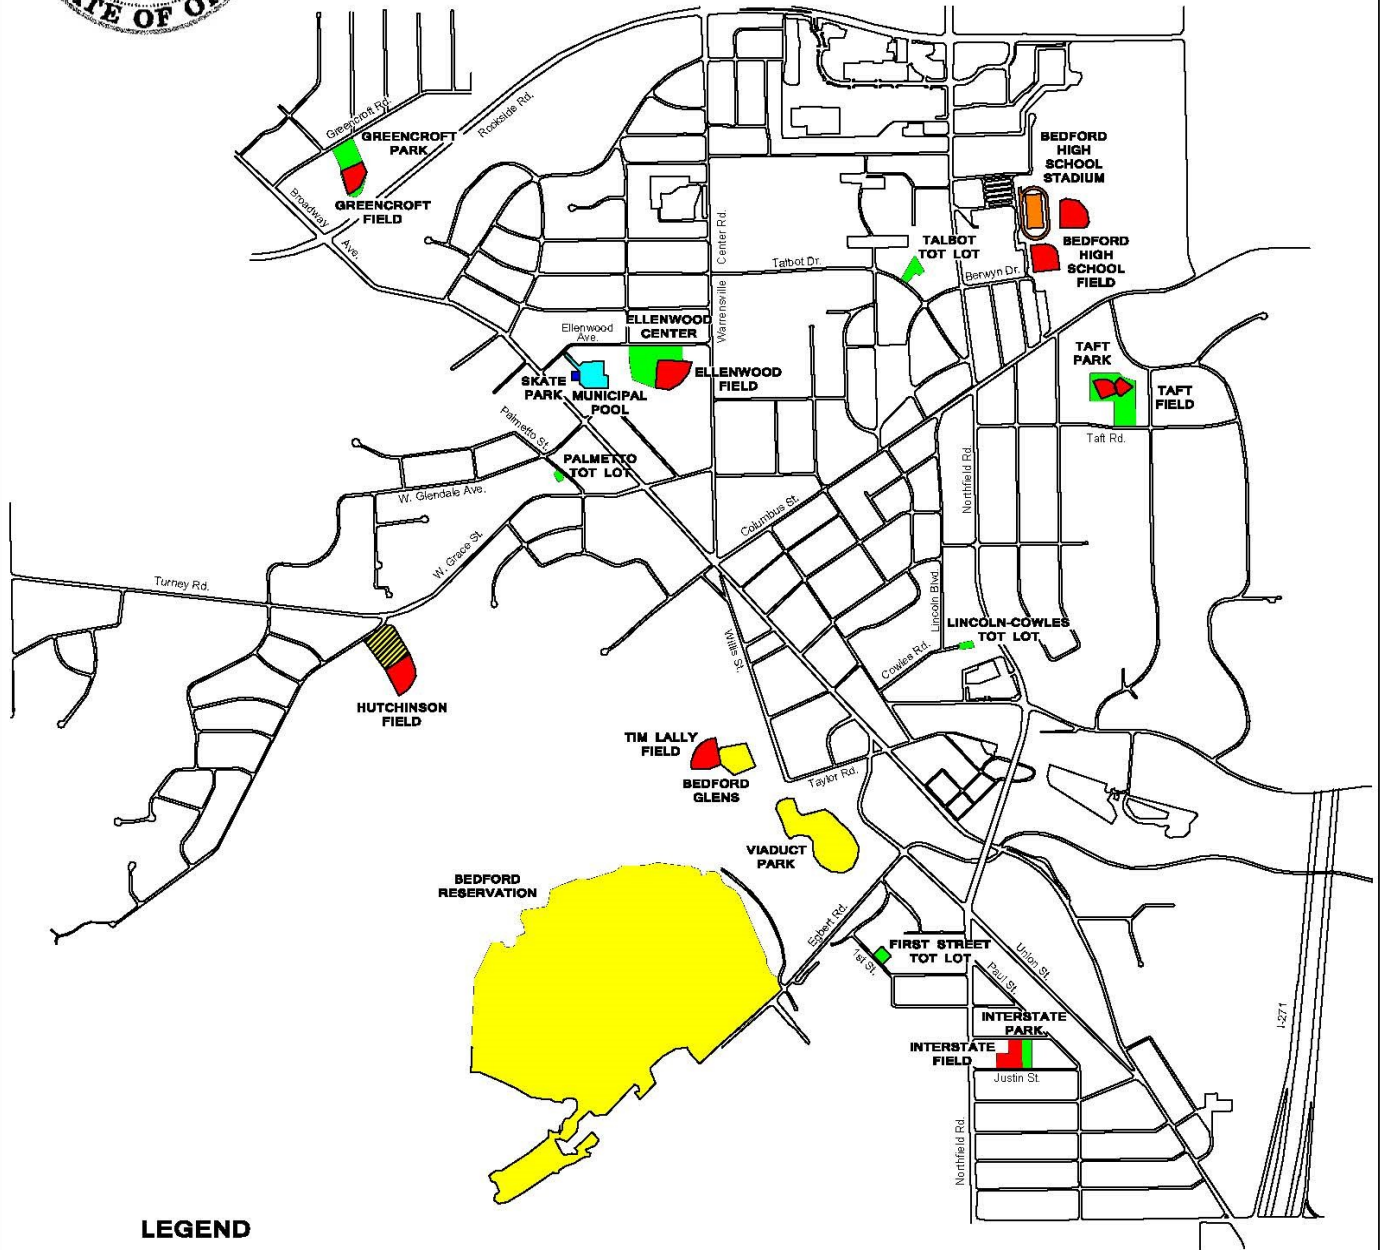 TE OF O
Greencroft Rd.
GREENCROFT
PARK
Rockside Rd.
GREENCROFT
FIELD
Broadway
Ave.
BEDFORD
HIGH
SCHOOL
STADIUM
BEDFORD
HIGH
SCHOOL
FIELD
TALBOT
TOT LOT
Talbot Dr.
Berwyn Dr.
Warrensville
Center Rd.
Ellenwood
Ave.
ELLENWOOD
CENTER
ELLENWOOD
FIELD
SKATE
PARK
MUNICIPAL
POOL
TAFT
PARK
TAFT
FIELD
Taft Rd.
Palmetto St.
PALMETTO
TOT LOT
W. Glendale Ave.
Northfield Rd.
Columbus St.
W. Grace St.
Turney Rd.
Lincoln Blvd.
LINCOLN-COWLES
TOT LOT
Cowles Rd.
Willis St.
HUTCHINSON
FIELD
TIM LALLY
FIELD
BEDFORD
GLENS
Taylor Rd.
VIADUCT
PARK
BEDFORD
RESERVATION
Egbert Rd.
1st St.
FIRST STREET
TOT LOT
Union St.
Paul St.
INTERSTATE
PARK
INTERSTATE
FIELD
Justin St.
I-271
Northfield Rd.
LEGEND